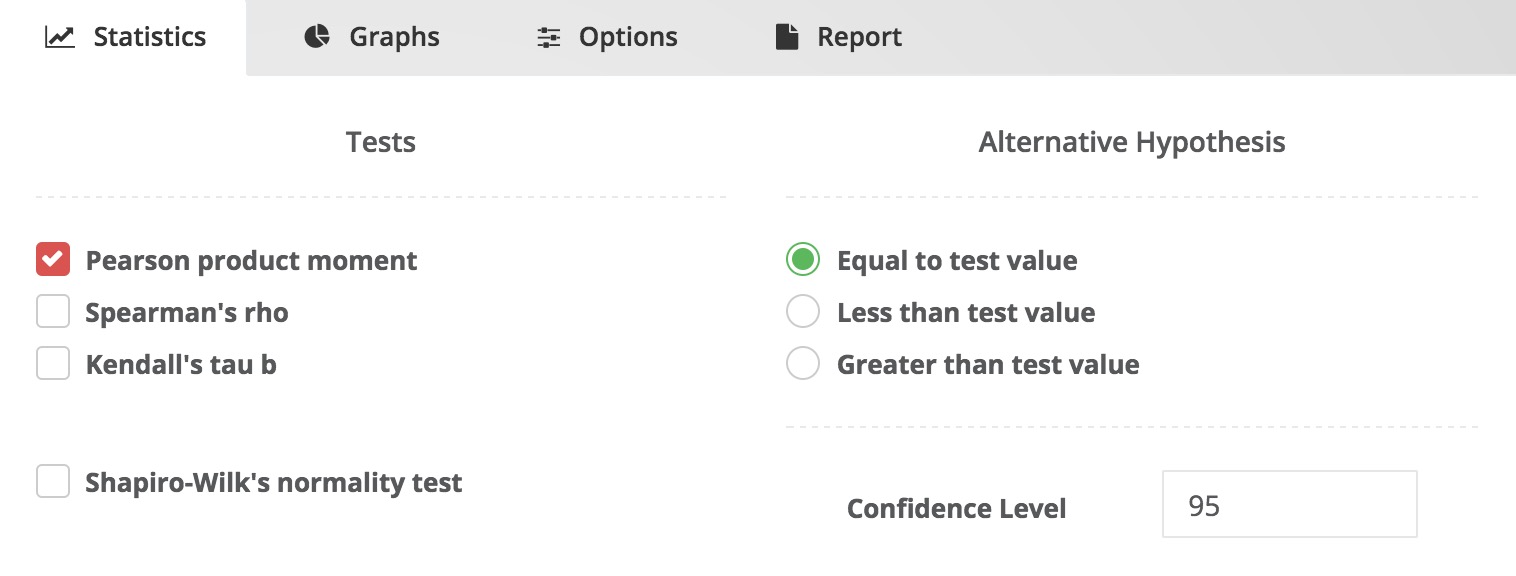 Statistics Graphs Options Report
Tests
Pearson product moment
Spearman's rho
Kendall's tau b
Shapiro-Wilk's normality test
Alternative Hypothesis
Equal to test value
Less than test value
Greater than test value
Confidence Level 95